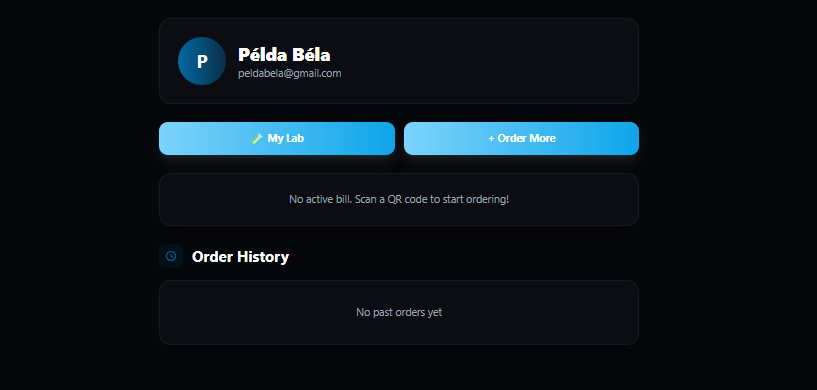 P
Példa Béla
peldabela@gmail.com
My Lab
+ Order More
No active bill. Scan a QR code to start ordering!
Order History
No past orders yet